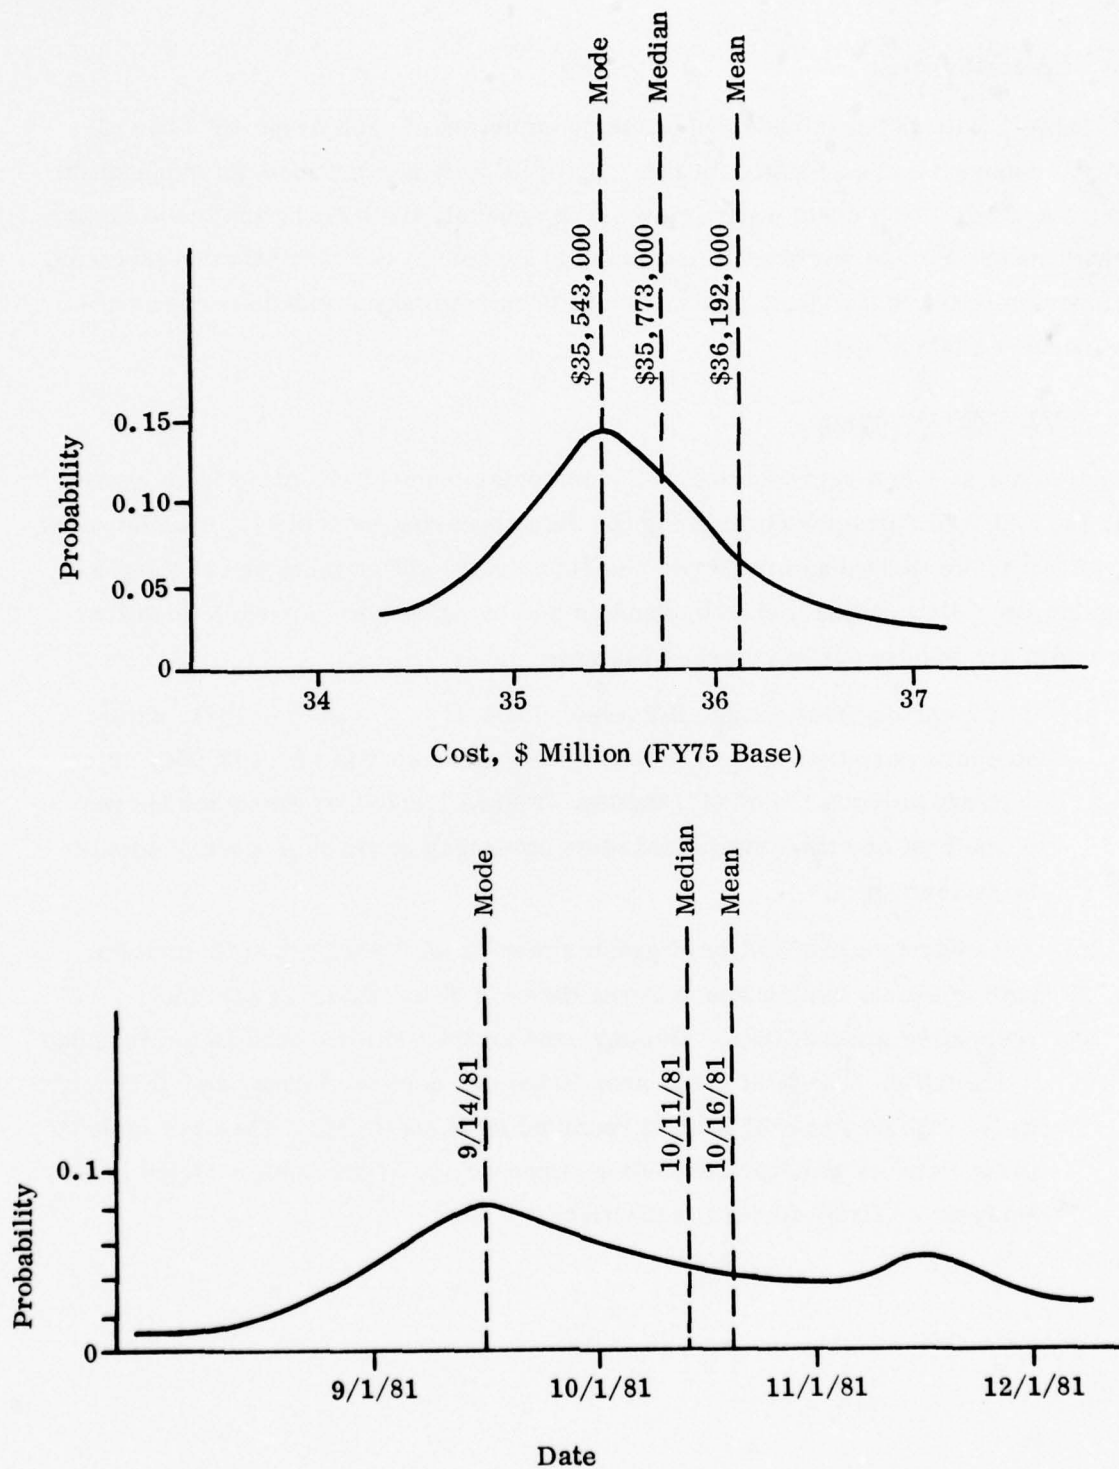 Mode
Median
Mean
$35,543,000
$35,773,000
$36,192,000
Probability
0.15
0.10
0.05
0
34
35
36
37
Cost, $ Million (FY75 Base)
Mode
Median
Mean
9/14/81
10/11/81
10/16/81
Probability
0.1
0
9/1/81
10/1/81
11/1/81
12/1/81
Date